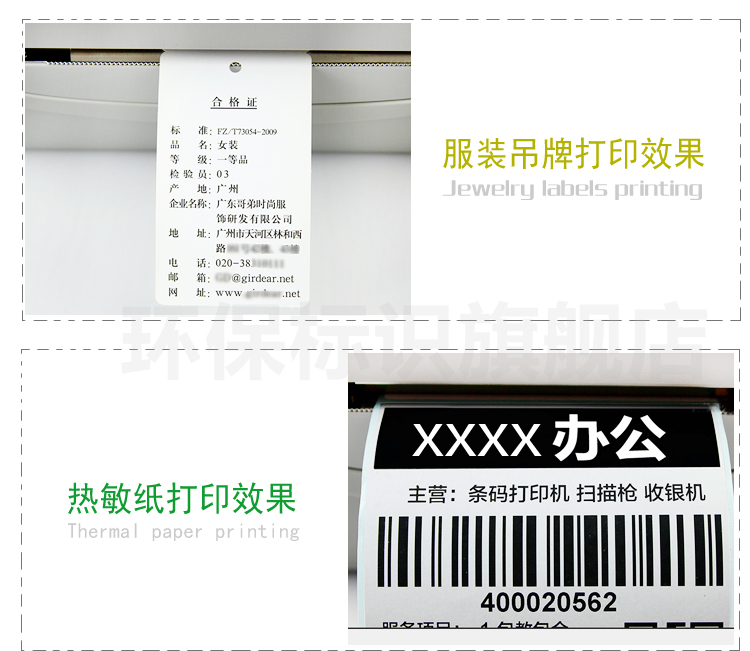 合格证
标 准：FZ/T73054-2009
品 名：女装
等 级：一等品
检验员：03
产 地：广州
企业名称：广东哥弟时尚服
饰研发有限公司
地 址：广州市天河区林和西
路
电 话：020-38
邮 箱：@girdear.net
网 址：www.girdear.net
服装吊牌打印效果
Jewelry labels printing
环保标识旗舰店
热敏纸打印效果
Thermal paper printing
XXXX 办公
主营：条码打印机 扫描枪 收银机
400020562